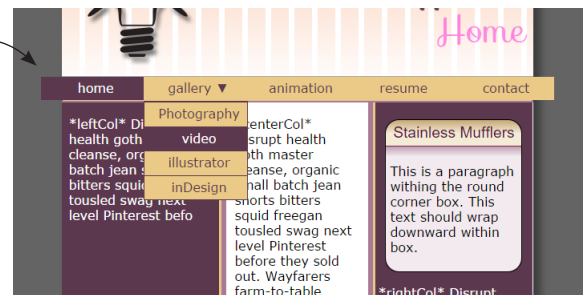 Home
home gallery ▼ animation resume contact
Photography
video
illustrator
inDesign
*leftCol* Di
health goth
cleanse, org
batch jean s
bitters squi
tousled swag next
level Pinterest befo
centerCol*
isrupt health
oth master
eanse, organic
mall batch jean
shorts bitters
squid freegan
tousled swag next
level Pinterest
before they sold
out. Wayfarers
farm-to-table
Stainless Mufflers
This is a paragraph
withing the round
corner box. This
text should wrap
downward within
box.
*rightCol* Disrupt